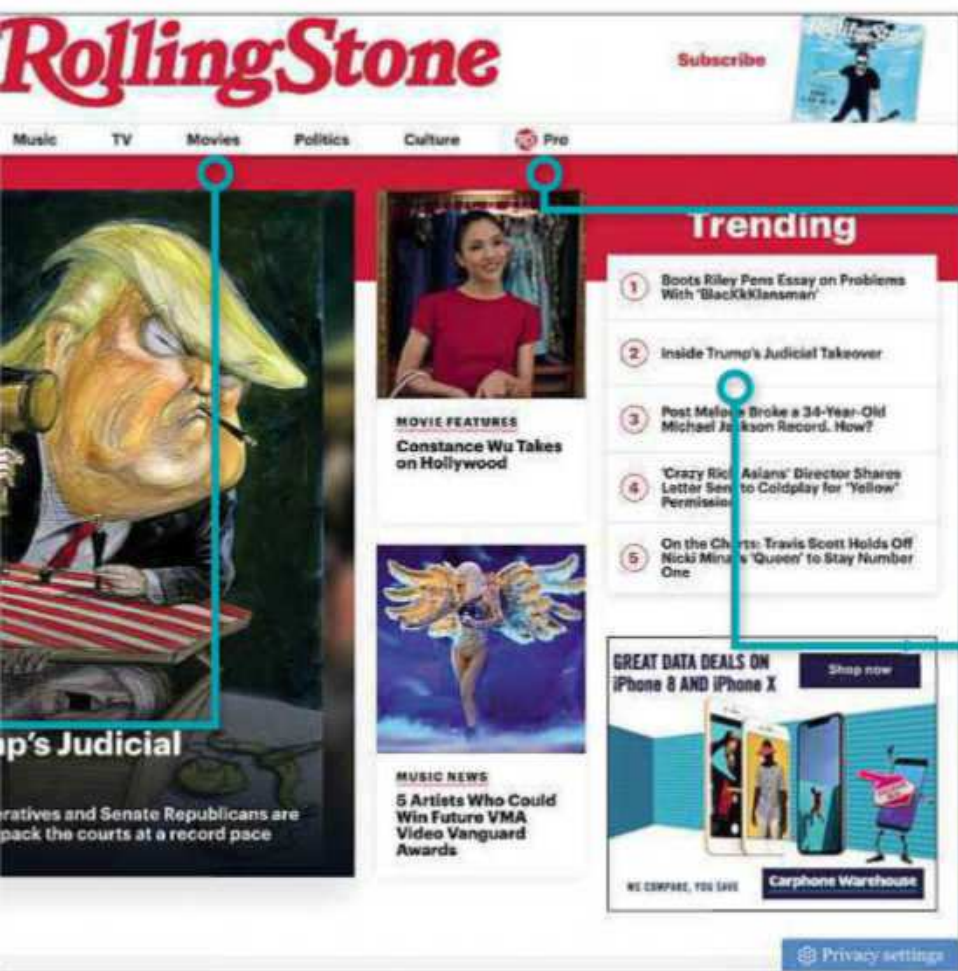 RollingStone
Subscribe
Music TV Movies Politics Culture Pro
Trending
1 Boots Riley Pens Essay on Problems
With 'BlacKkKlansman'
2 Inside Trump's Judicial Takeover
3 Post Malone Broke a 34-Year-Old
Michael Jackson Record. How?
4 'Crazy Rich Asians' Director Shares
Letter Sent to Coldplay for "Yellow"
Permission
5 On the Charts: Travis Scott Holds Off
Nicki Minaj's 'Queen' to Stay Number
One
MOVIE FEATURES
Constance Wu Takes
on Hollywood
MUSIC NEWS
5 Artists Who Could
Win Future VMA
Video Vanguard
Awards
p's Judicial
eratives and Senate Republicans are
pack the courts at a record pace
GREAT DATA DEALS ON
iPhone 8 AND iPhone X
Shop now
WE COMPARE, YOU SAVE
Carphone Warehouse
Privacy settings